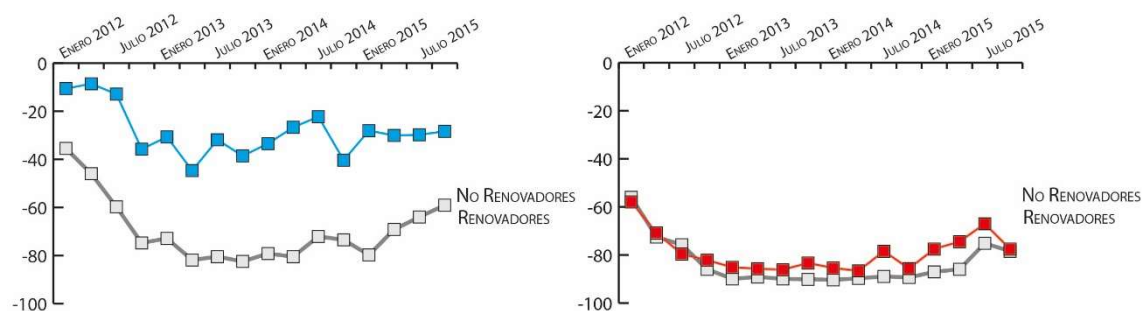 Enero 2012
Julio 2012
Enero 2013
Julio 2013
Enero 2014
Julio 2014
Enero 2015
Julio 2015
0
-20
-40
-60
-80
-100
No Renovadores
Renovadores
Enero 2012
Julio 2012
Enero 2013
Julio 2013
Enero 2014
Julio 2014
Enero 2015
Julio 2015
0
-20
-40
-60
-80
-100
No Renovadores
Renovadores